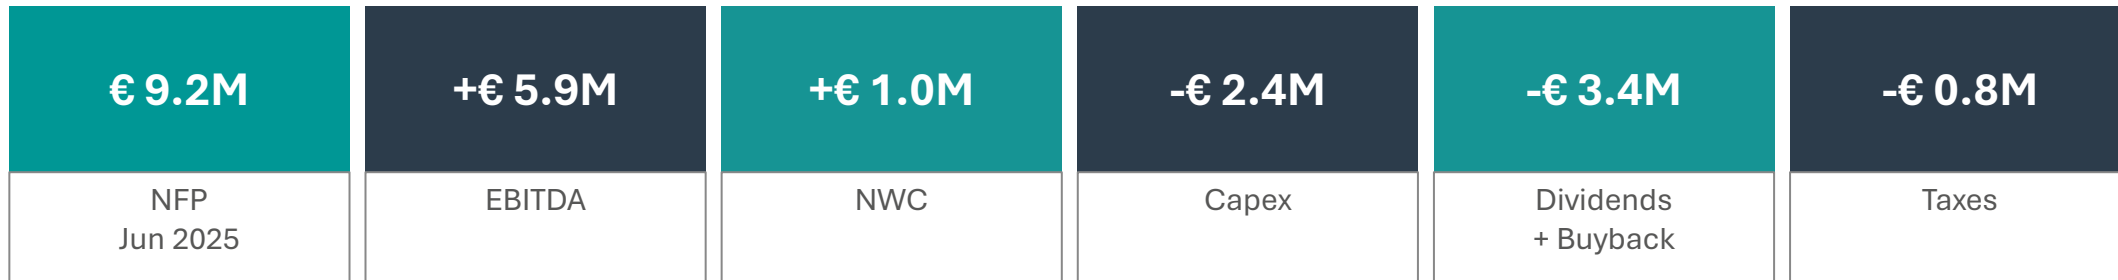 € 9.2M
NFP
Jun 2025
+€ 5.9M
EBITDA
+€ 1.0M
NWC
-€ 2.4M
Capex
-€ 3.4M
Dividends
+ Buyback
-€ 0.8M
Taxes